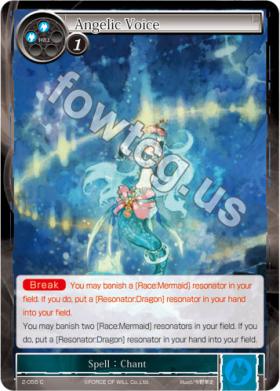 Angelic Voice
WILL
1
fowtcg.us
Break You may banish a [Race:Mermaid] resonator in your
field. If you do, put a [Resonator:Dragon] resonator in your hand
into your field.
You may banish two [Race:Mermaid] resonators in your field. If
you do, put a [Resonator:Dragon] resonator in your hand into
your field.
Spell : Chant
2-055 C
©FORCE OF WILL Co.,Ltd.